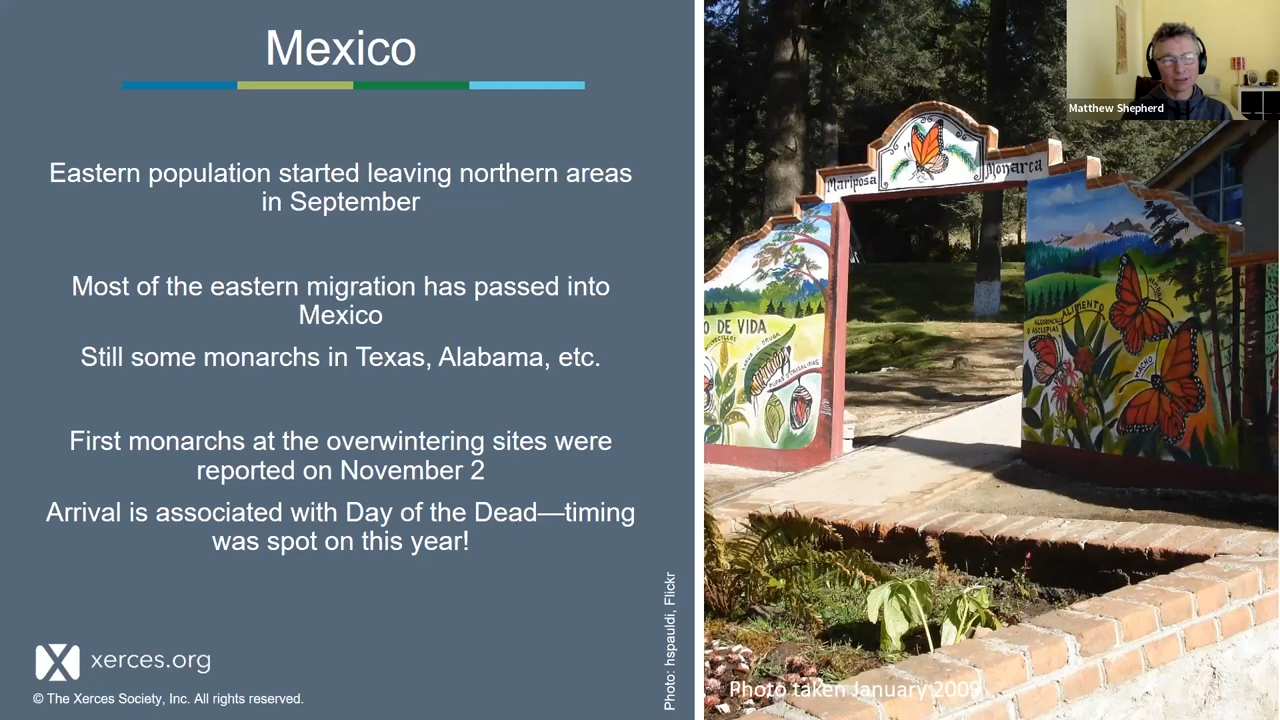 Mexico
Eastern population started leaving northern areas
in September
Most of the eastern migration has passed into
Mexico
Still some monarchs in Texas, Alabama, etc.
First monarchs at the overwintering sites were
reported on November 2
Arrival is associated with Day of the Dead—timing
was spot on this year!
X xerces.org
© The Xerces Society, Inc. All rights reserved.
Photo: hspauldi, Flickr
Matthew Shepherd
Mariposa Monarca
O DE VIDA
ALIMENTO
O ASCLEPIAS
MACHO
Photo taken January 2009